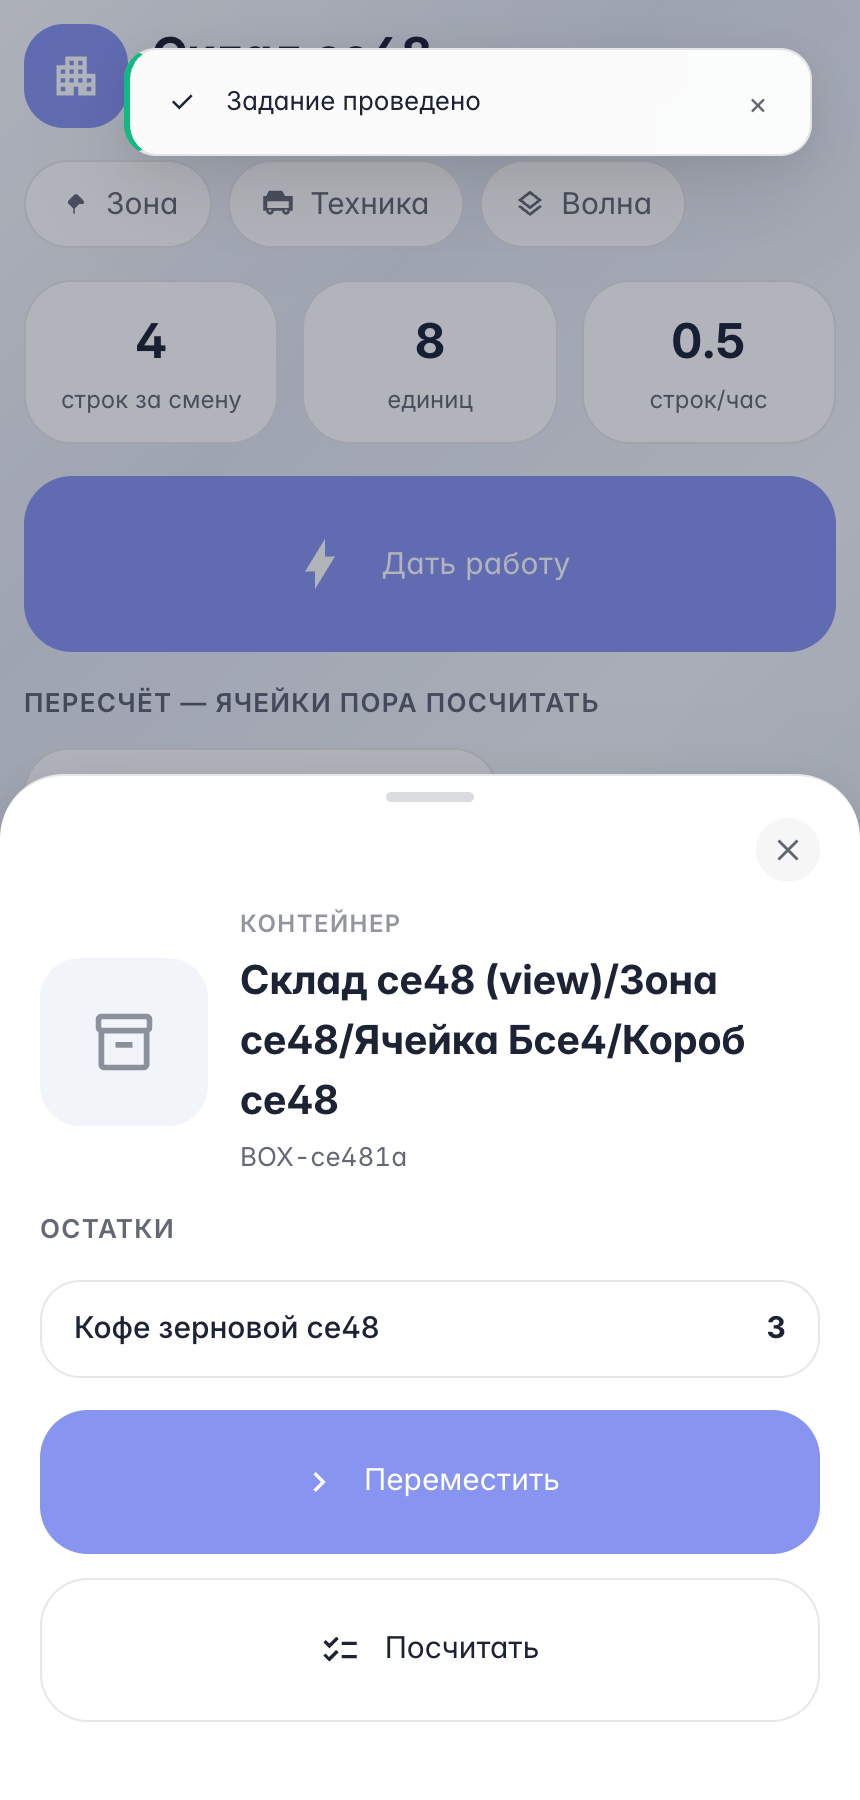 Склад ce48
Задание проведено
Зона
Техника
Волна
4
8
0.5
строк за смену
единиц
строк/час
Дать работу
ПЕРЕСЧЁТ — ЯЧЕЙКИ ПОРА ПОСЧИТАТЬ
КОНТЕЙНЕР
Склад ce48 (view)/Зона
ce48/Ячейка Бce4/Короб
ce48
BOX-ce481a
ОСТАТКИ
Кофе зерновой ce48
3
Переместить
Посчитать